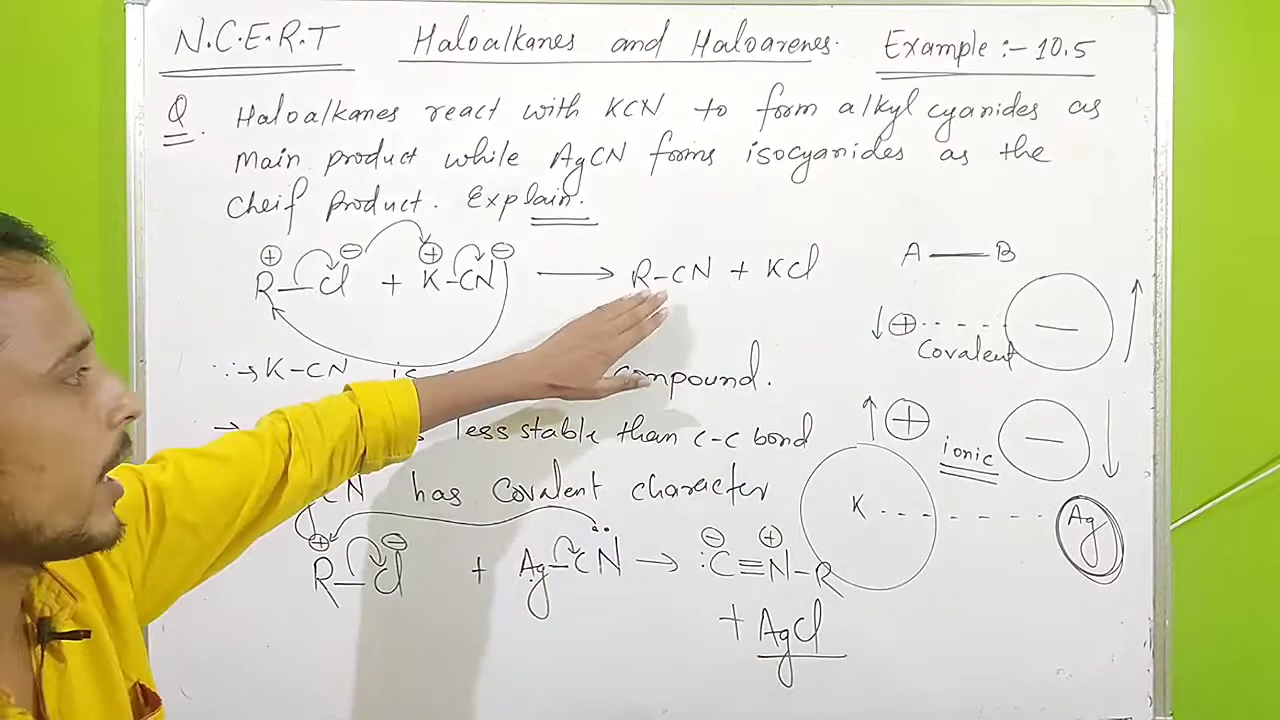 N.C.E.R.T Haloalkanes and Haloarenes. Example :- 10.5
Q. Haloalkanes react with KCN to form alkyl cyanides as
main product while AgCN forms isocyanides as the
Cheif Product. Explain.
R—Cl + K-CN → R-CN + KCl
⊕ ⊖ ⊕ ⊖
A — B
⊕ - - - - —
Covalent
∵→ K-CN is compound.
→ less stable than C-C bond
⊕ ionic —
CN has Covalent character
K - - - - - - Ag
R—Cl + Ag-CN → :C≡N-R
⊕ ⊖ ⊖ ⊕
+ AgCl